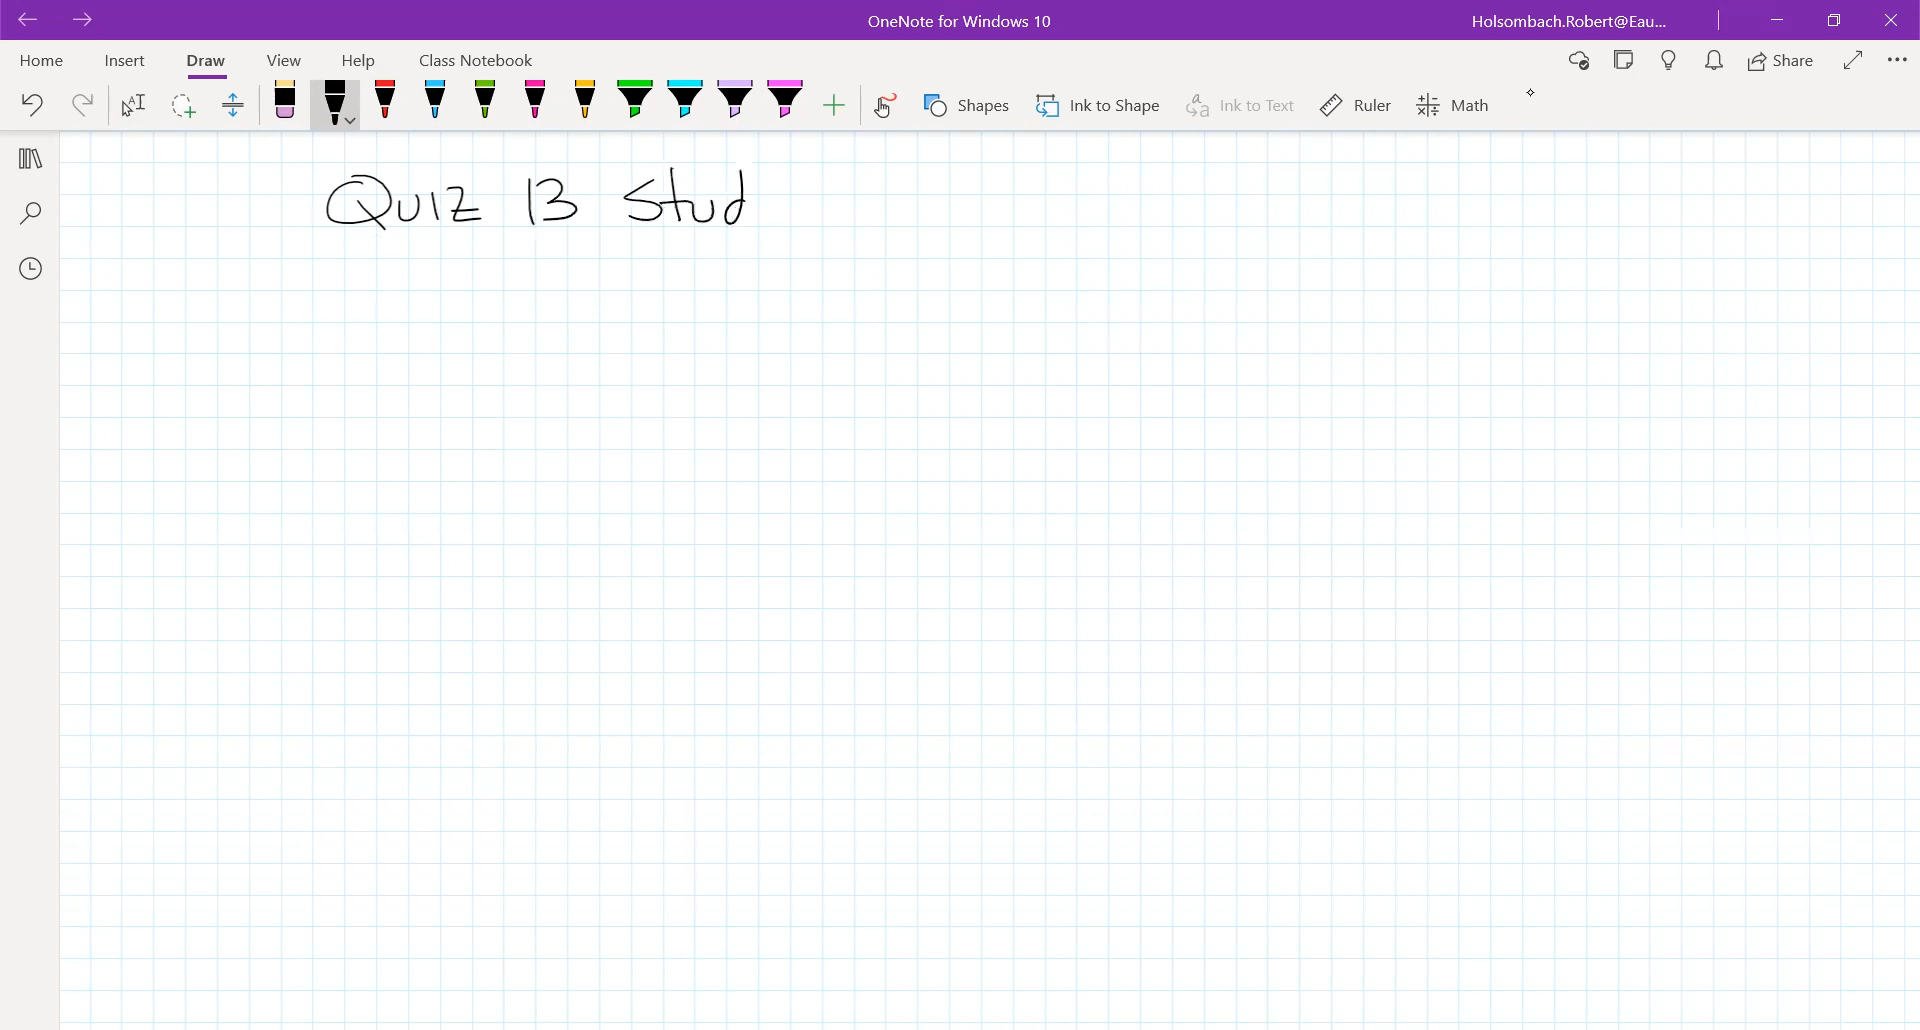 OneNote for Windows 10
Holsombach.Robert@Eau...
Home Insert Draw View Help Class Notebook Share
Shapes Ink to Shape Ink to Text Ruler Math
Quiz 13 Stud